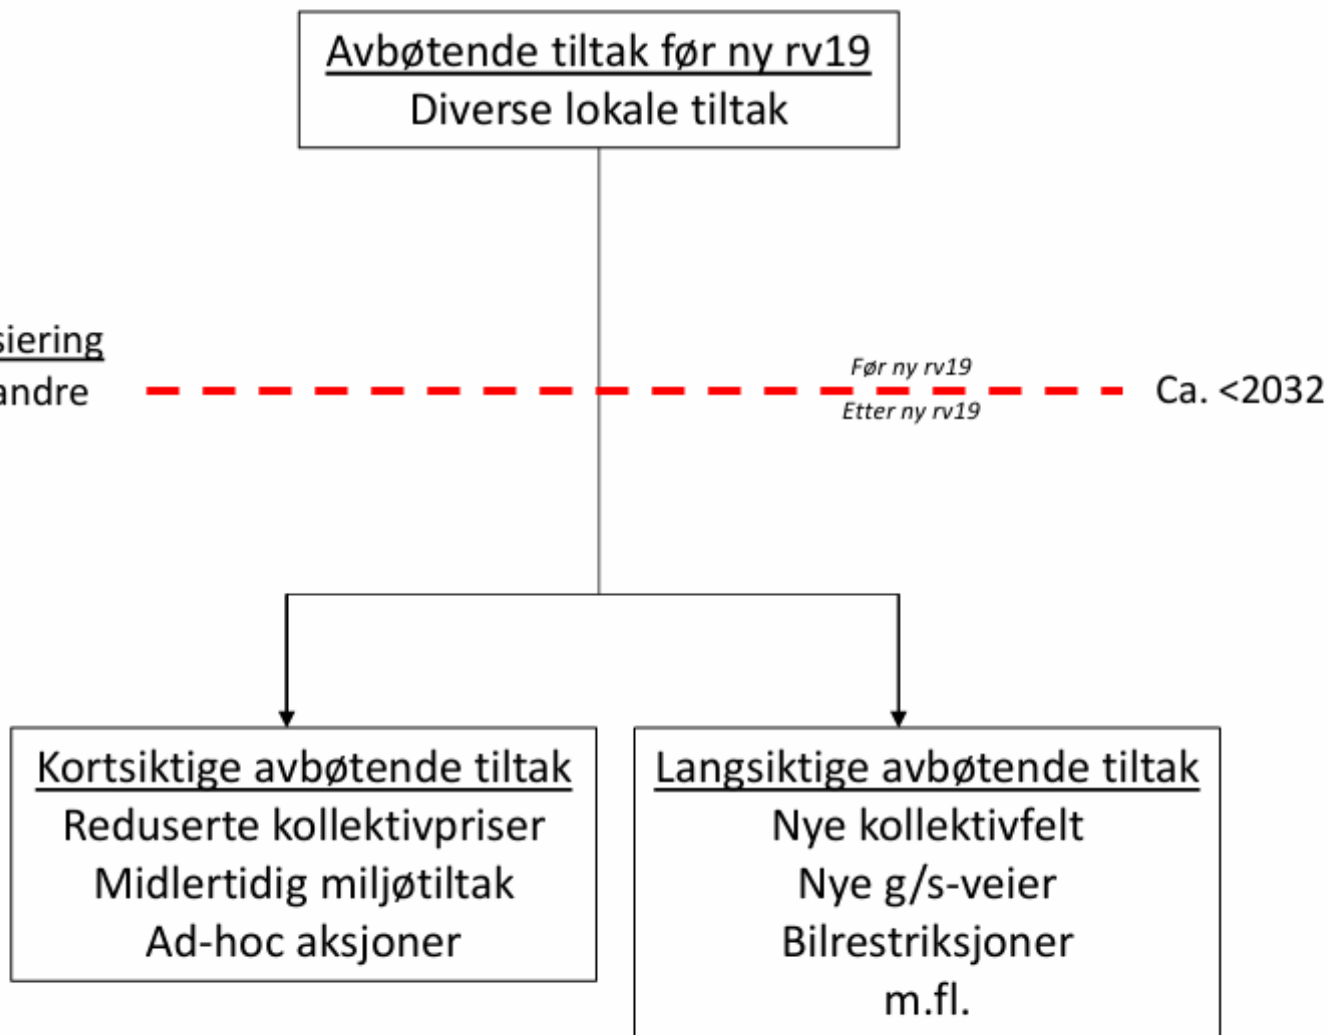 Avbøtende tiltak før ny rv19
Diverse lokale tiltak
siering
andre
Før ny rv19
Etter ny rv19
Ca. <2032
Kortsiktige avbøtende tiltak
Reduserte kollektivpriser
Midlertidig miljøtiltak
Ad-hoc aksjoner
Langsiktige avbøtende tiltak
Nye kollektivfelt
Nye g/s-veier
Bilrestriksjoner
m.fl.